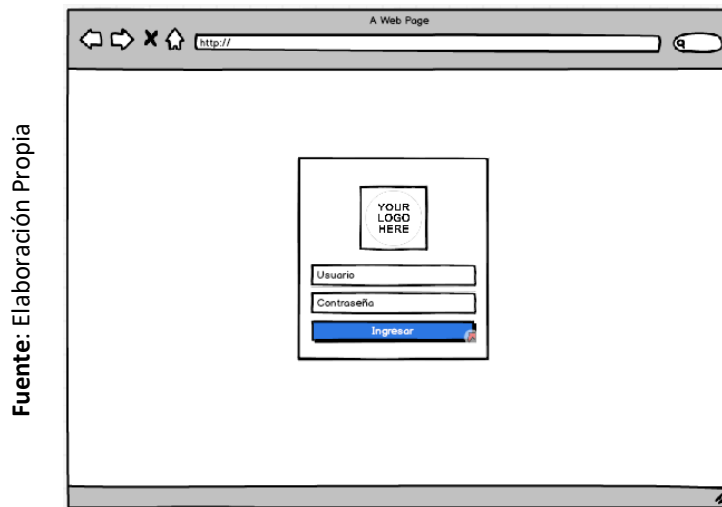 A Web Page
http://
YOUR
LOGO
HERE
Usuario
Contraseña
Ingresar
Fuente: Elaboración Propia